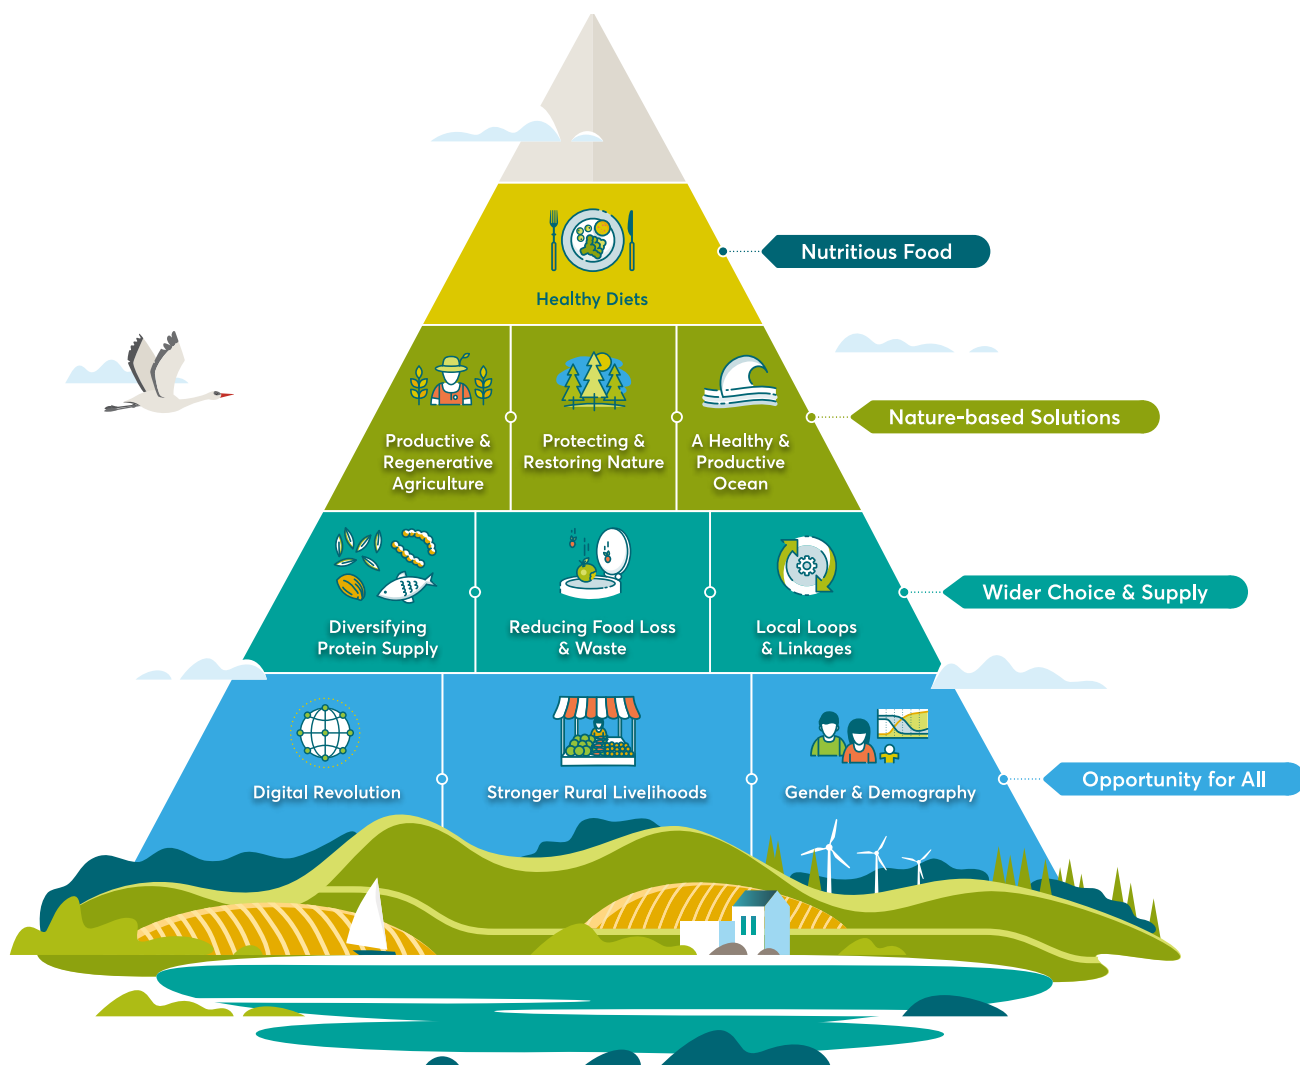 Nutritious Food
Healthy Diets
Nature-based Solutions
Productive &
Regenerative
Agriculture
Protecting &
Restoring Nature
A Healthy &
Productive
Ocean
Wider Choice & Supply
Diversifying
Protein Supply
Reducing Food Loss
& Waste
Local Loops
& Linkages
Opportunity for All
Digital Revolution
Stronger Rural Livelihoods
Gender & Demography